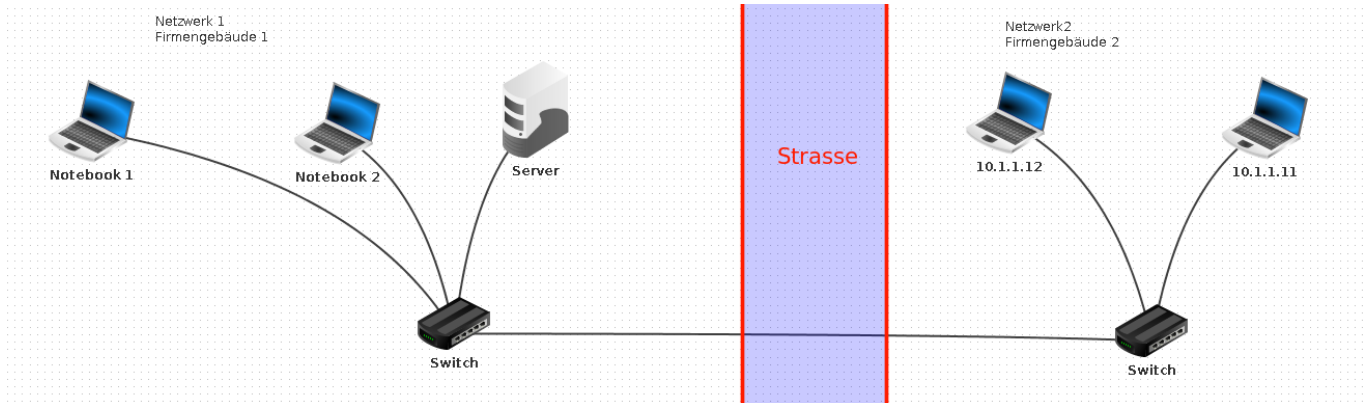 Netzwerk 1
Firmengebäude 1
Netzwerk2
Firmengebäude 2
Notebook 1
Notebook 2
Server
Strasse
10.1.1.12
10.1.1.11
Switch
Switch